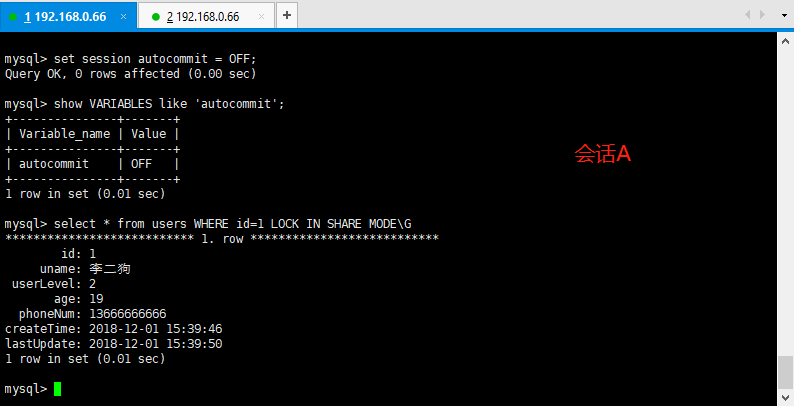 1 192.168.0.66 × 2 192.168.0.66 × +
mysql> set session autocommit = OFF;
Query OK, 0 rows affected (0.00 sec)
mysql> show VARIABLES like 'autocommit';
+---------------+-------+
| Variable_name | Value |
+---------------+-------+
| autocommit    | OFF   |
+---------------+-------+
1 row in set (0.01 sec)
会话A
mysql> select * from users WHERE id=1 LOCK IN SHARE MODE\G
*************************** 1. row ***************************
id: 1
uname: 李二狗
userLevel: 2
age: 19
phoneNum: 13666666666
createTime: 2018-12-01 15:39:46
lastUpdate: 2018-12-01 15:39:50
1 row in set (0.01 sec)
mysql>